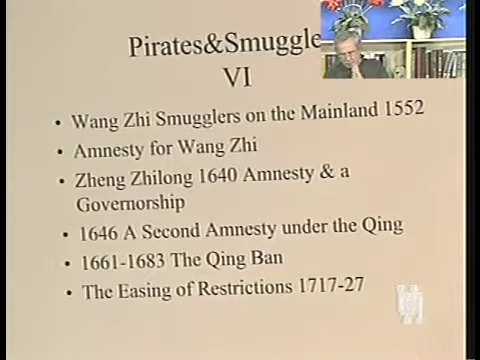 Pirates&Smuggle
VI
• Wang Zhi Smugglers on the Mainland 1552
• Amnesty for Wang Zhi
• Zheng Zhilong 1640 Amnesty & a
Governorship
• 1646 A Second Amnesty under the Qing
• 1661-1683 The Qing Ban
• The Easing of Restrictions 1717-27